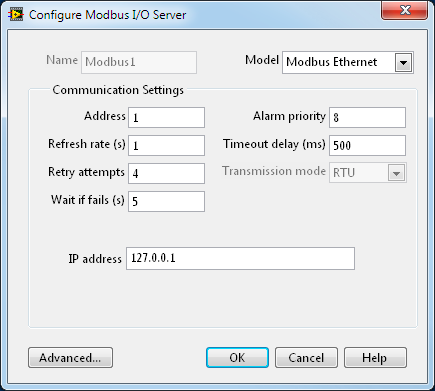 Configure Modbus I/O Server
Name Modbus1 Model Modbus Ethernet
Communication Settings
Address 1 Alarm priority 8
Refresh rate (s) 1 Timeout delay (ms) 500
Retry attempts 4 Transmission mode RTU
Wait if fails (s) 5
IP address 127.0.0.1
Advanced... OK Cancel Help